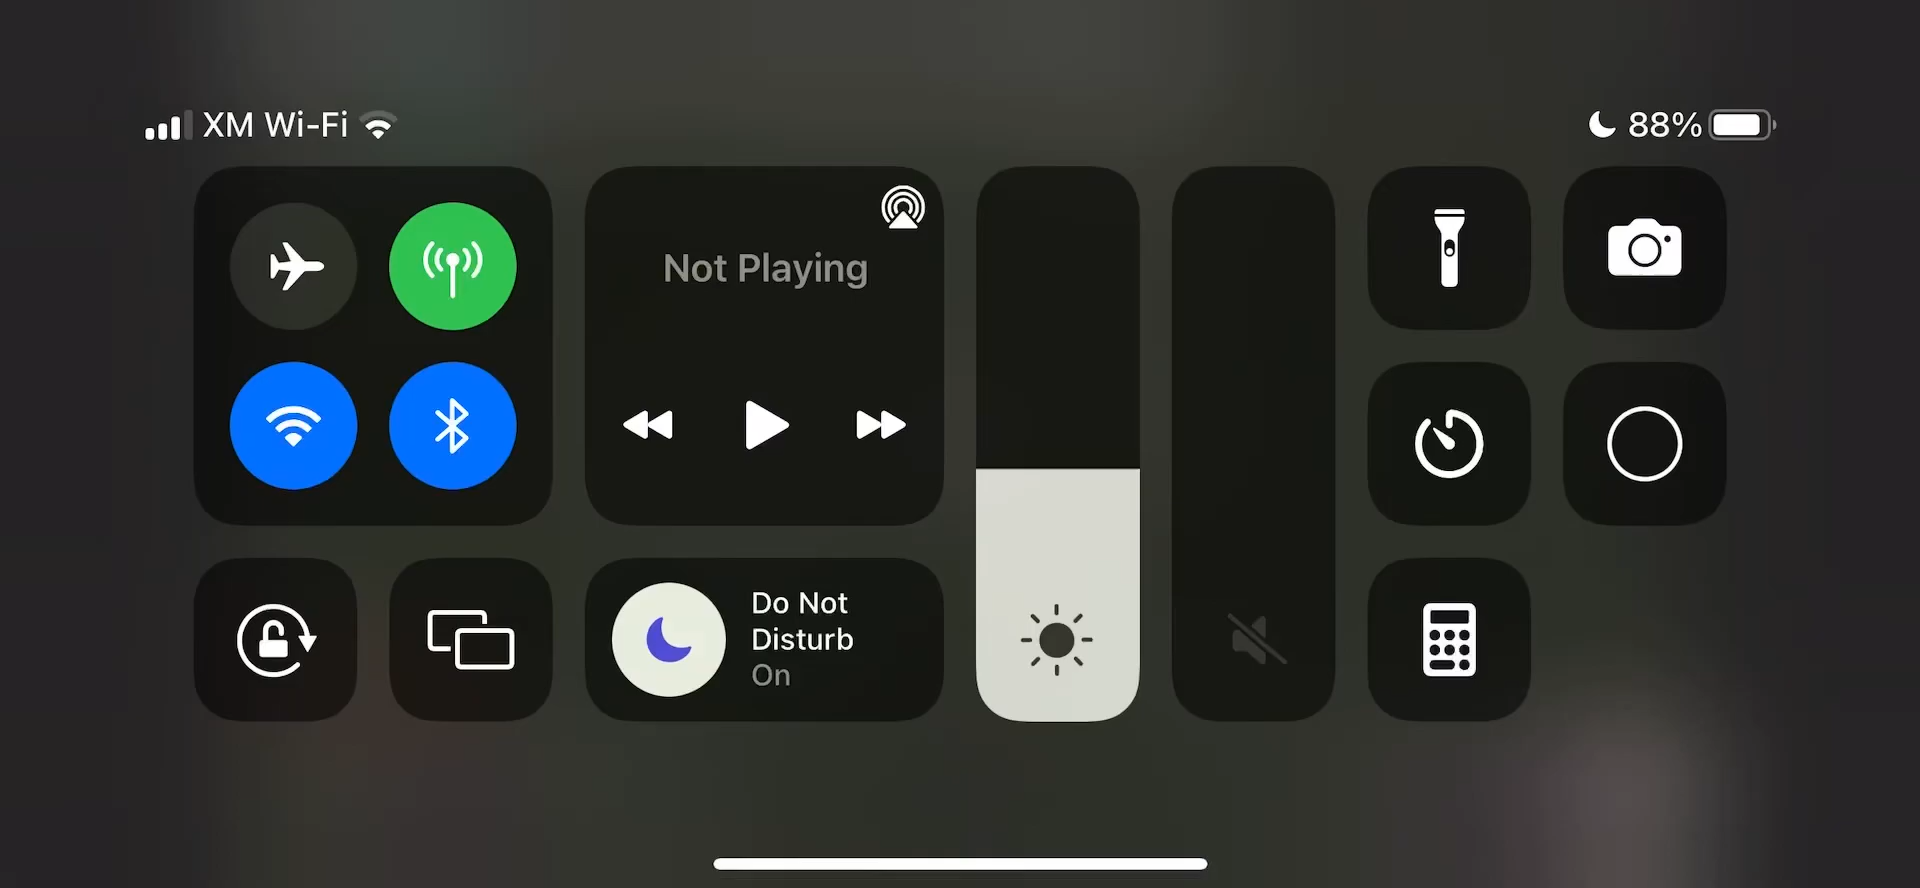 XM Wi-Fi
88%
Not Playing
Do Not
Disturb
On